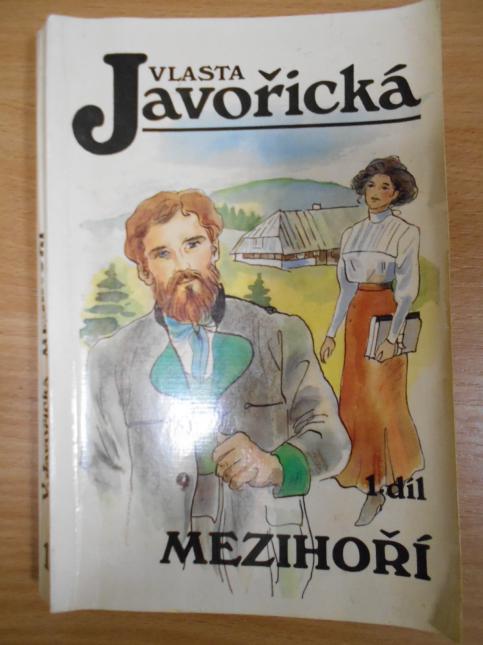 VLASTA
Javořická
1. díl
MEZIHOŘÍ